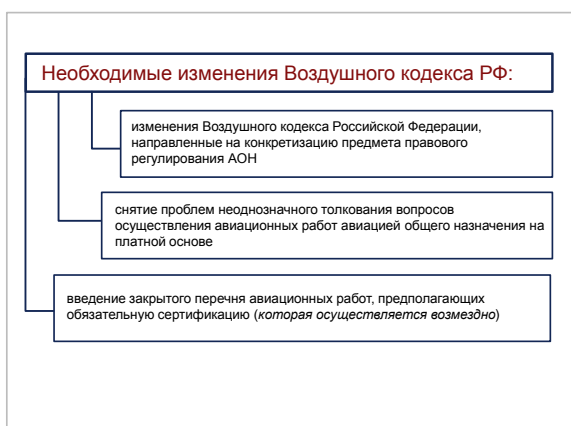 Необходимые изменения Воздушного кодекса РФ:
изменения Воздушного кодекса Российской Федерации,
направленные на конкретизацию предмета правового
регулирования АОН
снятие проблем неоднозначного толкования вопросов
осуществления авиационных работ авиацией общего назначения на
платной основе
введение закрытого перечня авиационных работ, предполагающих
обязательную сертификацию (которая осуществляется возмездно)